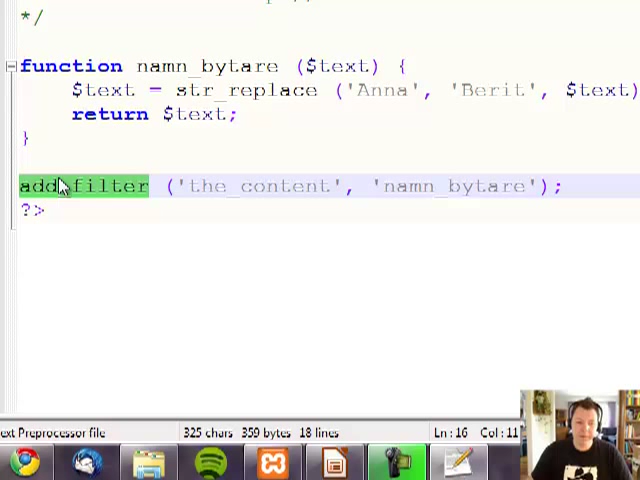 */
function namn_bytare ($text) {
$text = str_replace ('Anna', 'Berit', $text)
return $text;
}
add_filter ('the_content', 'namn_bytare');
?>
ext Preprocessor file 325 chars 359 bytes 18 lines Ln : 16 Col : 11